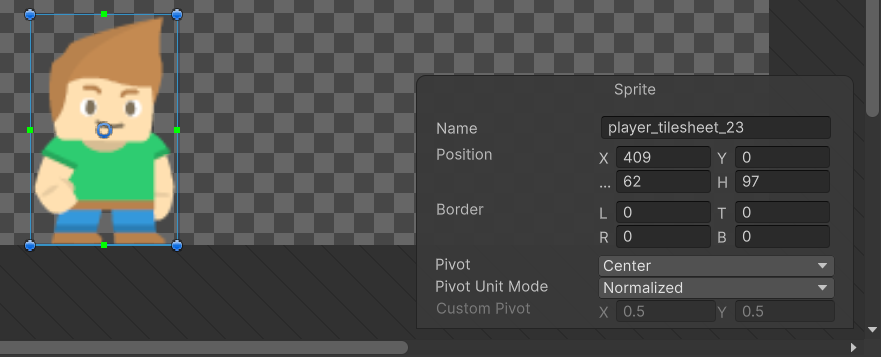 Sprite
Name player_tilesheet_23
Position X 409 Y 0
... 62 H 97
Border L 0 T 0
R 0 B 0
Pivot Center
Pivot Unit Mode Normalized
Custom Pivot X 0.5 Y 0.5